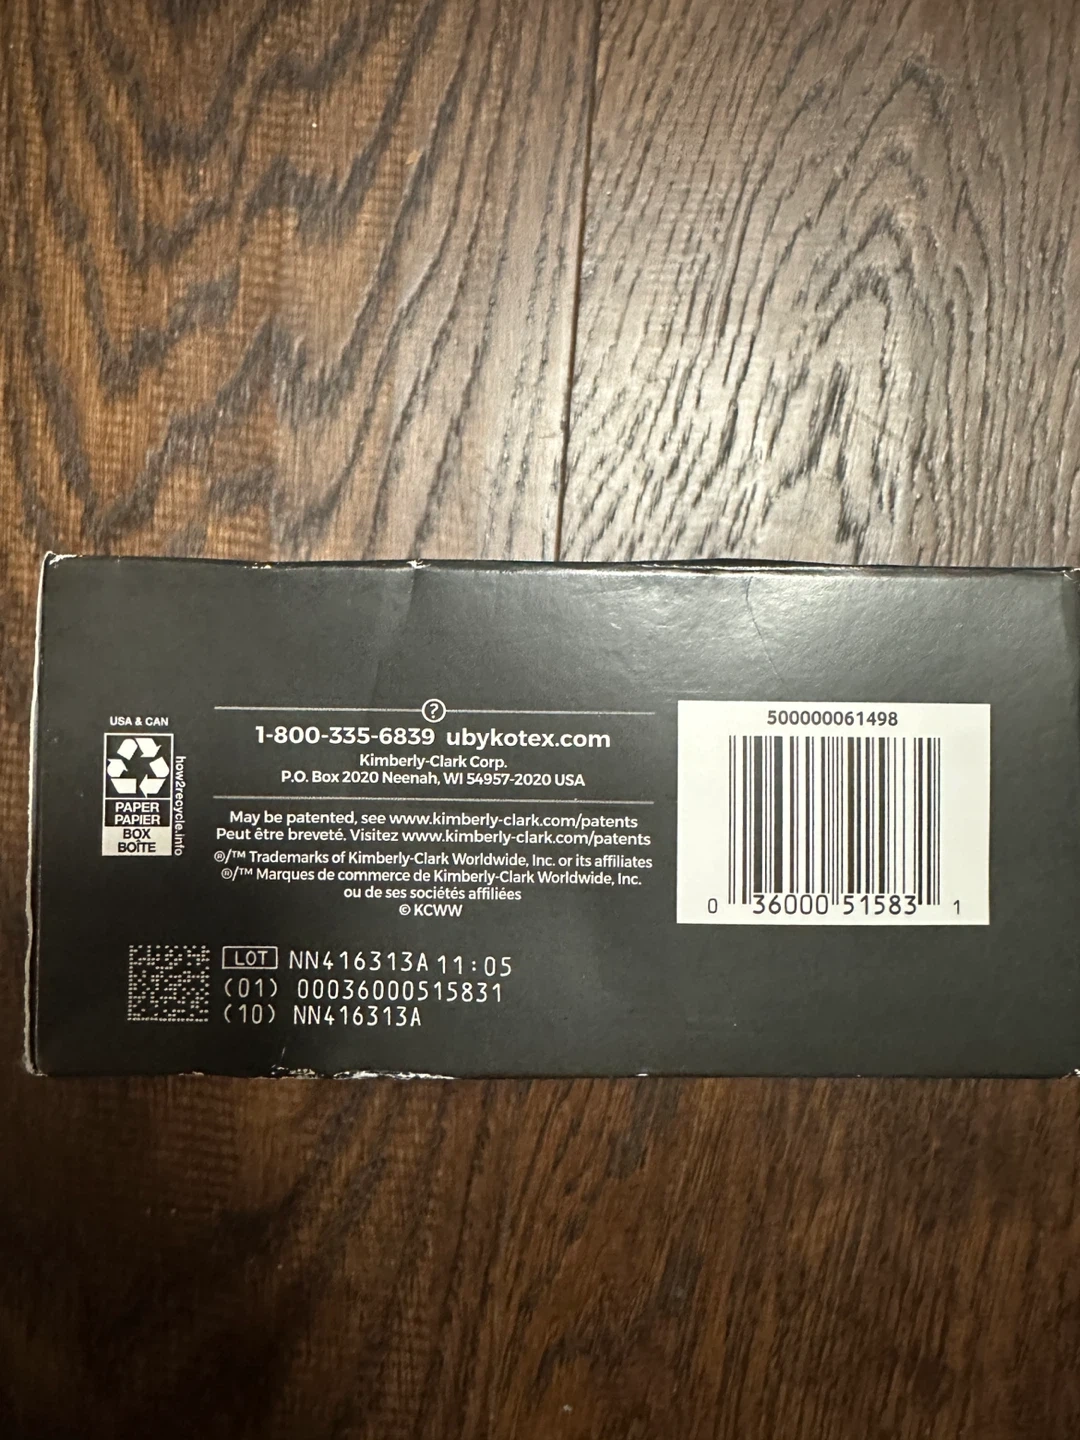 USA & CAN
how2recycle.info
PAPER
PAPIER
BOX
BOÎTE
?
1-800-335-6839 ubykotex.com
Kimberly-Clark Corp.
P.O. Box 2020 Neenah, WI 54957-2020 USA
May be patented, see www.kimberly-clark.com/patents
Peut être breveté. Visitez www.kimberly-clark.com/patents
®/™ Trademarks of Kimberly-Clark Worldwide, Inc. or its affiliates
®/™ Marques de commerce de Kimberly-Clark Worldwide, Inc.
ou de ses sociétés affiliées
© KCWW
LOT NN416313A 11:05
(01) 00036000515831
(10) NN416313A
500000061498
0 36000 51583 1